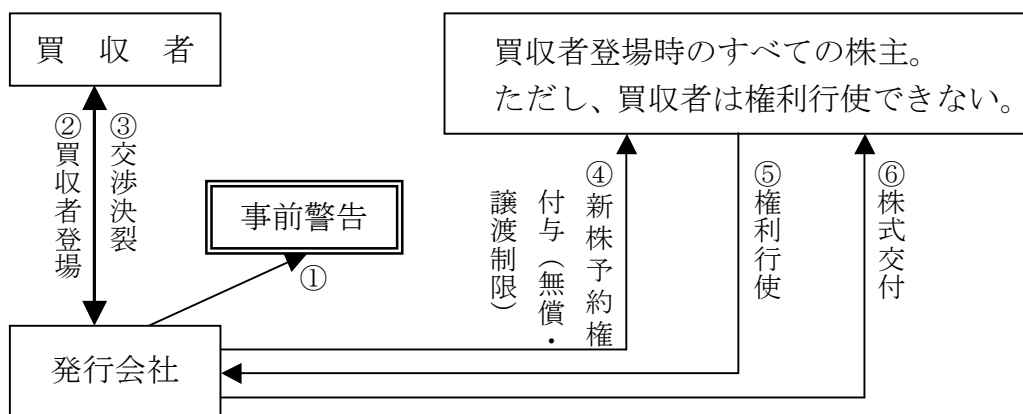 買　収　者
買収者登場時のすべての株主。
ただし、買収者は権利行使できない。
③交渉決裂
②買収者登場
事前警告
①
④新株予約権
付与（無償・
譲渡制限）
⑤権利行使
⑥株式交付
発行会社